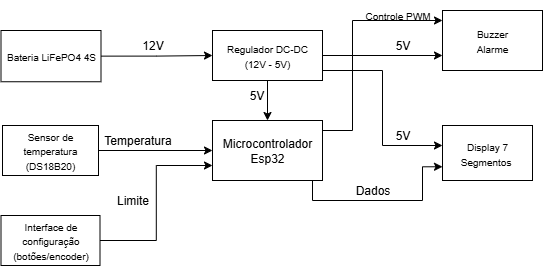 Controle PWM
Bateria LiFePO4 4S
12V
Regulador DC-DC
(12V - 5V)
5V
Buzzer
Alarme
5V
5V
Sensor de
temperatura
(DS18B20)
Temperatura
Microcontrolador
Esp32
Display 7
Segmentos
Limite
Dados
Interface de
configuração
(botões/encoder)